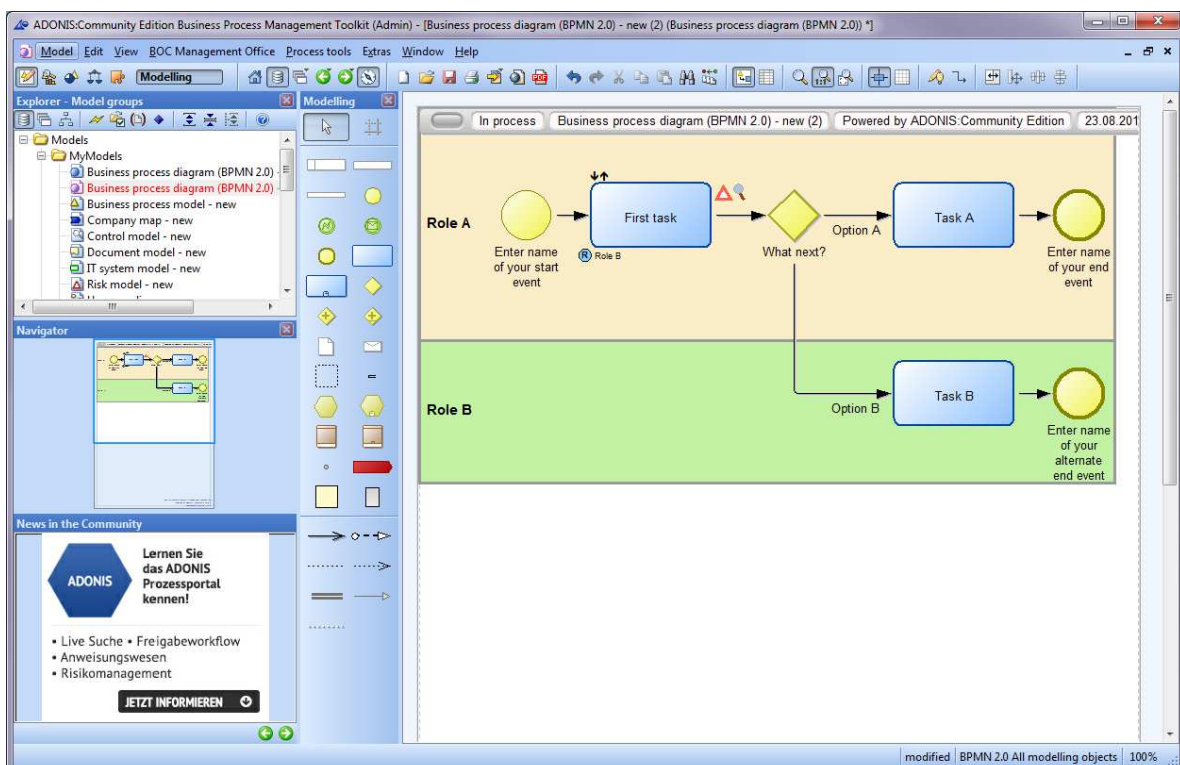 ADONIS:Community Edition Business Process Management Toolkit (Admin) - [Business process diagram (BPMN 2.0) - new (2) (Business process diagram (BPMN 2.0)) *]
Model Edit View BOC Management Office Process tools Extras Window Help
Modelling
Explorer - Model groups
Models
MyModels
Business process diagram (BPMN 2.0) -
Business process diagram (BPMN 2.0) -
Business process model - new
Company map - new
Control model - new
Document model - new
IT system model - new
Risk model - new
Navigator
News in the Community
ADONIS
Lernen Sie
das ADONIS
Prozessportal
kennen!
• Live Suche • Freigabeworkflow
• Anweisungswesen
• Risikomanagement
JETZT INFORMIEREN
Modelling
In process
Business process diagram (BPMN 2.0) - new (2)
Powered by ADONIS:Community Edition
23.08.201
Role A
Enter name
of your start
event
First task
R Role B
What next?
Option A
Task A
Enter name
of your end
event
Role B
Option B
Task B
Enter name
of your
alternate
end event
modified BPMN 2.0 All modelling objects 100%